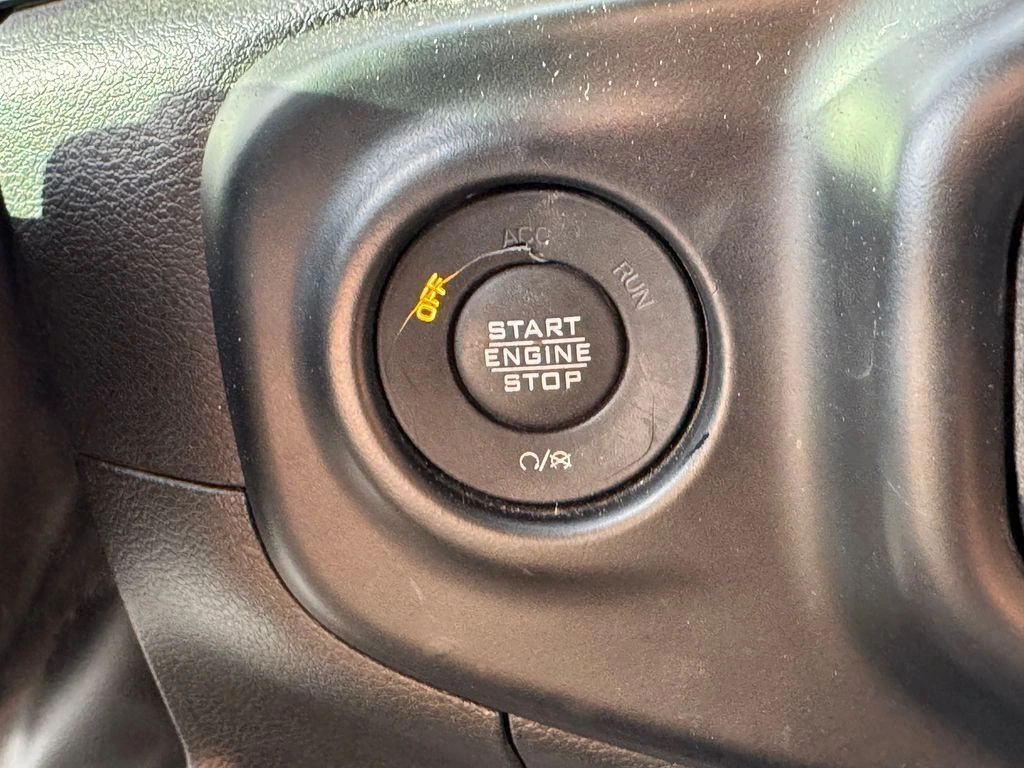 ACC
OFF
RUN
START
ENGINE
STOP